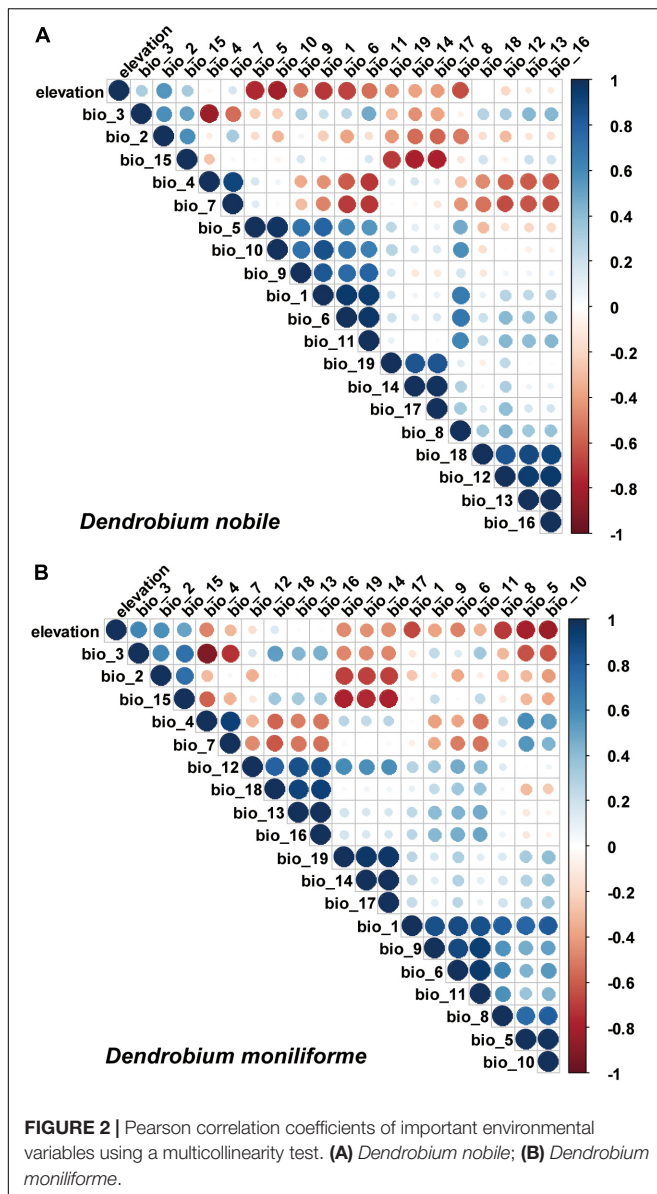 A
elevation bio_3 bio_2 bio_15 bio_4 bio_7 bio_5 bio_10 bio_9 bio_1 bio_6 bio_11 bio_19 bio_14 bio_17 bio_8 bio_18 bio_12 bio_13 bio_16
elevation
bio_3
bio_2
bio_15
bio_4
bio_7
bio_5
bio_10
bio_9
bio_1
bio_6
bio_11
bio_19
bio_14
bio_17
bio_8
bio_18
bio_12
bio_13
bio_16
1
0.8
0.6
0.4
0.2
0
-0.2
-0.4
-0.6
-0.8
-1
Dendrobium nobile
B
elevation bio_3 bio_2 bio_15 bio_4 bio_7 bio_12 bio_18 bio_13 bio_16 bio_19 bio_14 bio_17 bio_1 bio_9 bio_6 bio_11 bio_8 bio_5 bio_10
elevation
bio_3
bio_2
bio_15
bio_4
bio_7
bio_12
bio_18
bio_13
bio_16
bio_19
bio_14
bio_17
bio_1
bio_9
bio_6
bio_11
bio_8
bio_5
bio_10
1
0.8
0.6
0.4
0.2
0
-0.2
-0.4
-0.6
-0.8
-1
Dendrobium moniliforme
FIGURE 2 | Pearson correlation coefficients of important environmental
variables using a multicollinearity test. (A) Dendrobium nobile; (B) Dendrobium
moniliforme.